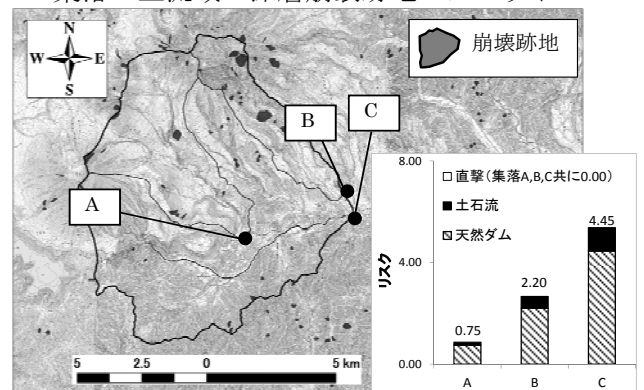 N
W E
S
崩壊跡地
B
C
A
8.00
4.00
0.00
リスク
直撃(集落A,B,C共に0.00)
土石流
天然ダム
0.75
2.20
4.45
A B C
5 2.5 0 5 km